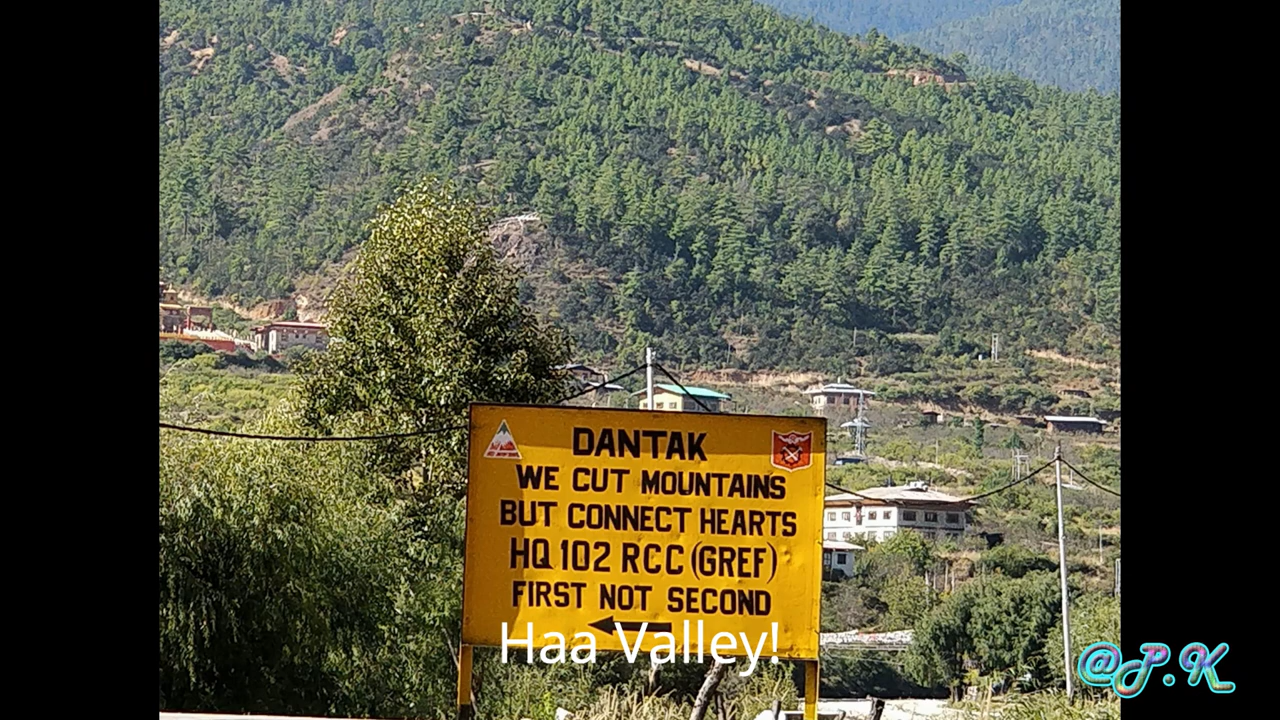 DANTAK
WE CUT MOUNTAINS
BUT CONNECT HEARTS
HQ 102 RCC (GREF)
FIRST NOT SECOND
Haa Valley!
@P.K